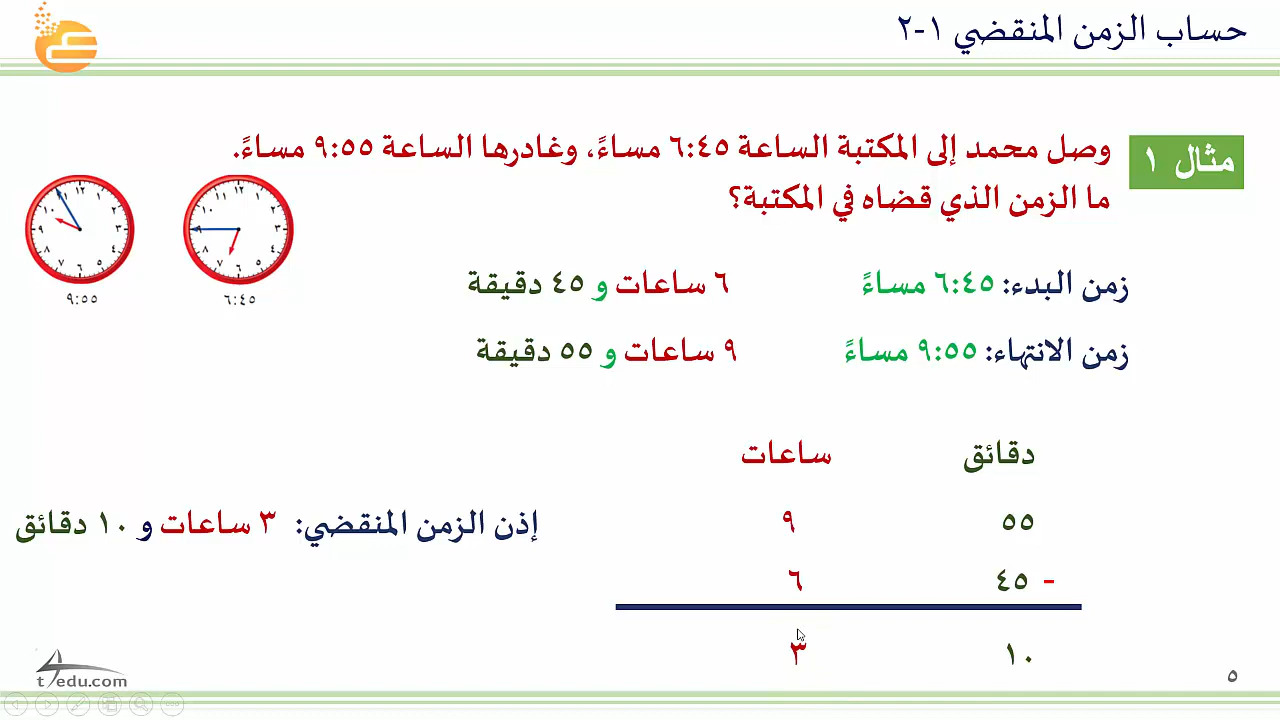 حساب الزمن المنقضي ١-٢
مثال ١
وصل محمد إلى المكتبة الساعة ٦:٤٥ مساءً، وغادرها الساعة ٩:٥٥ مساءً.
ما الزمن الذي قضاه في المكتبة؟
٦:٤٥
٩:٥٥
زمن البدء: ٦:٤٥ مساءً ٦ ساعات و ٤٥ دقيقة
زمن الانتهاء: ٩:٥٥ مساءً ٩ ساعات و ٥٥ دقيقة
دقائق ساعات
٥٥ ٩
- ٤٥ ٦
١٠ ٣
إذن الزمن المنقضي: ٣ ساعات و ١٠ دقائق
٥
t7edu.com